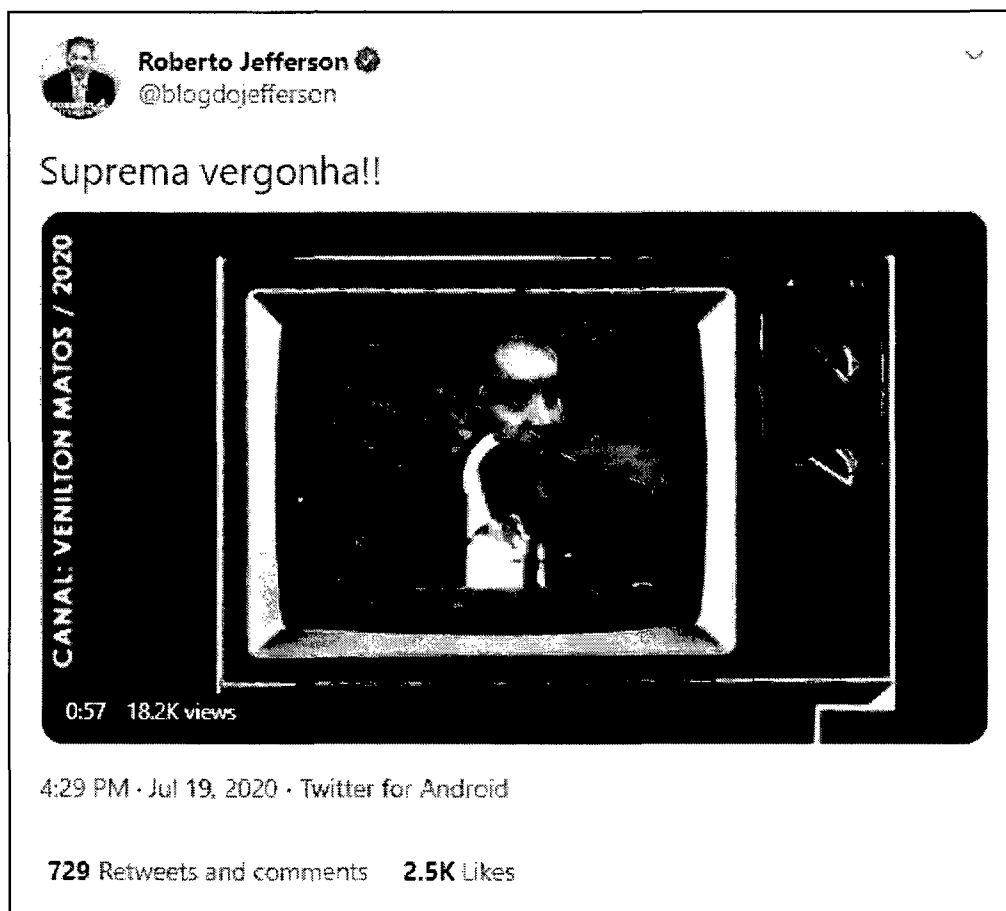 Roberto Jefferson
@blogdojefferson
Suprema vergonha!!
CANAL: VENILTON MATOS / 2020
0:57 18.2K views
4:29 PM · Jul 19, 2020 · Twitter for Android
729 Retweets and comments 2.5K Likes